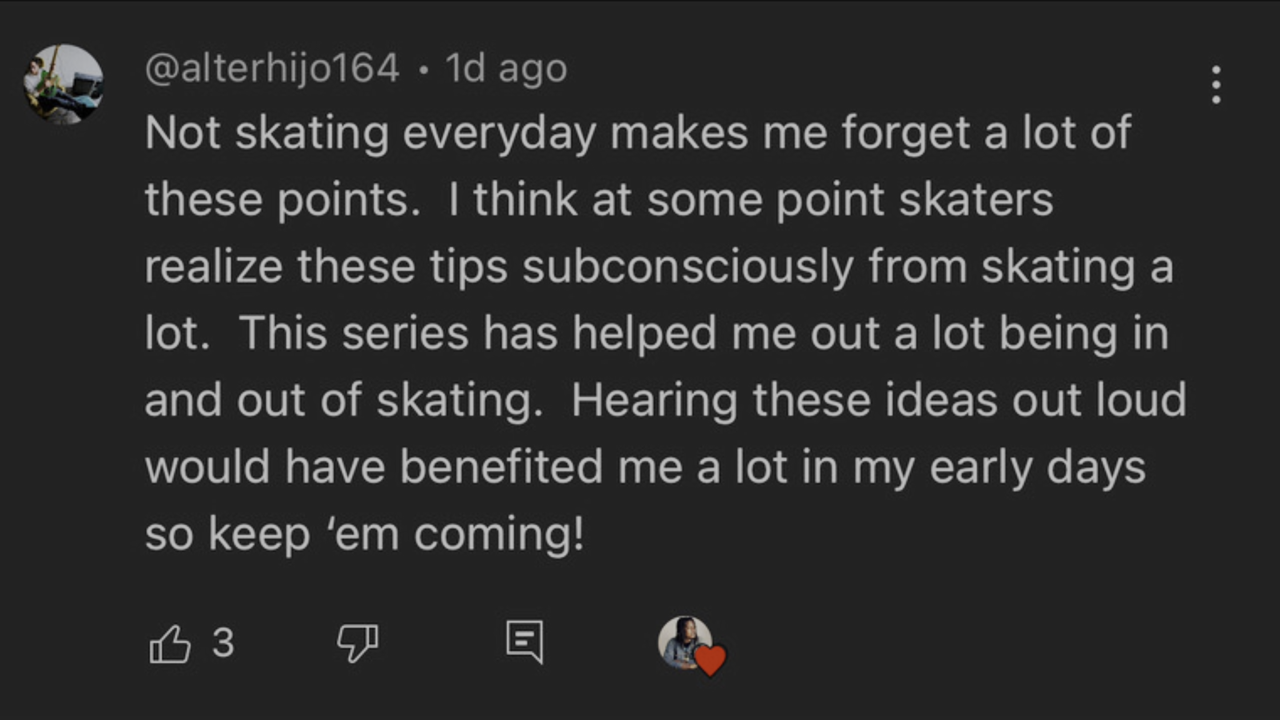 @alterhijo164 • 1d ago
Not skating everyday makes me forget a lot of
these points.  I think at some point skaters
realize these tips subconsciously from skating a
lot.  This series has helped me out a lot being in
and out of skating.  Hearing these ideas out loud
would have benefited me a lot in my early days
so keep ‘em coming!
3